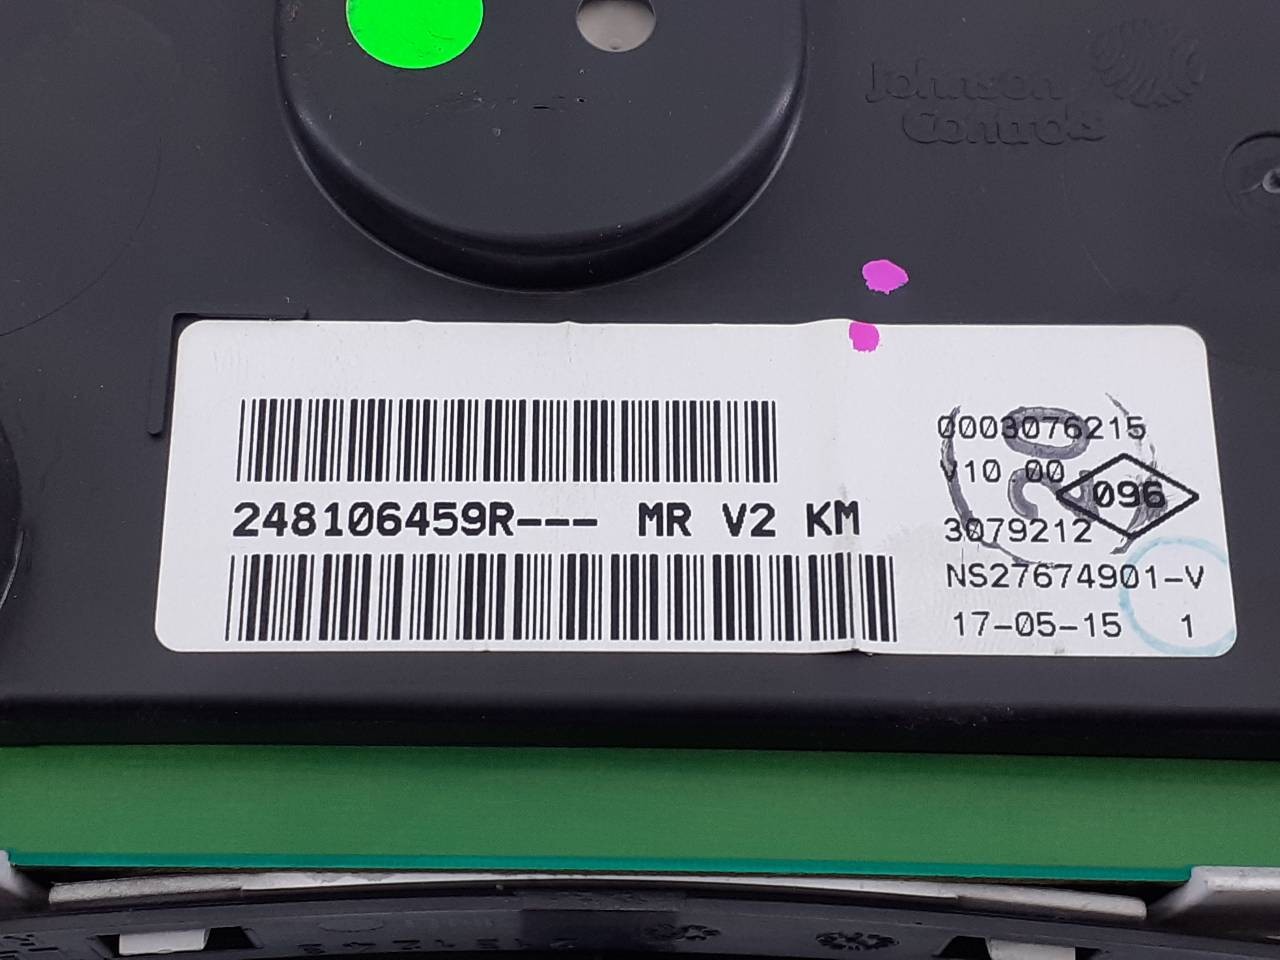 Johnson
Controls
0003076215
V10.00
096
248106459R--- MR V2 KM
3079212
NS27674901-V
17-05-15 1